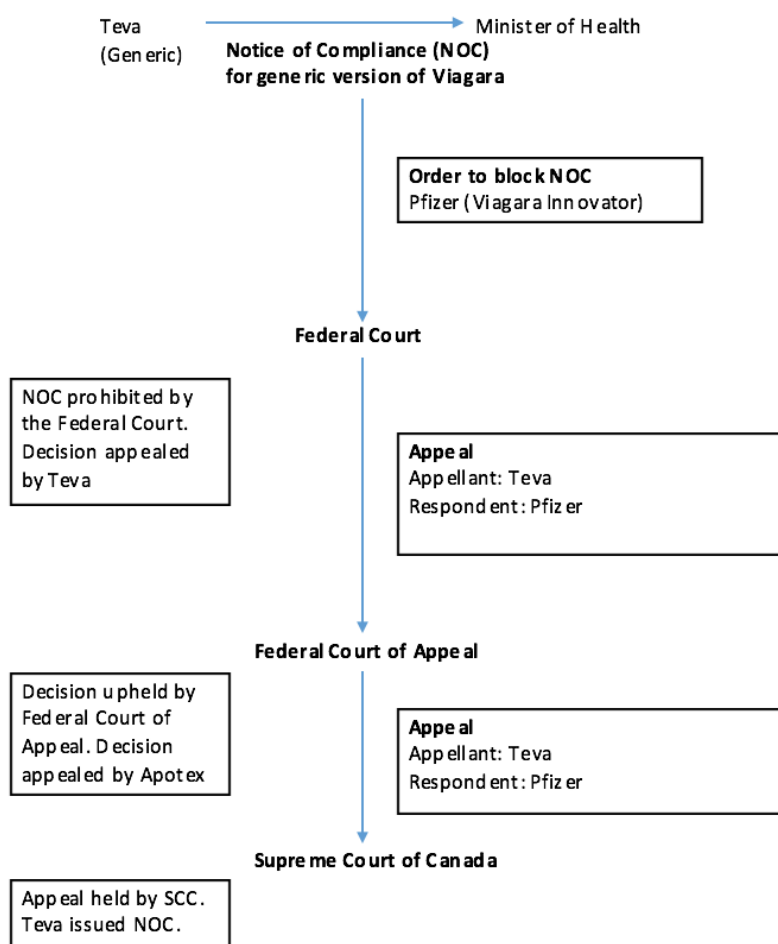 Teva
(Generic)
Minister of Health
Notice of Compliance (NOC)
for generic version of Viagara
Order to block NOC
Pfizer (Viagara Innovator)
Federal Court
NOC prohibited by
the Federal Court.
Decision appealed
by Teva
Appeal
Appellant: Teva
Respondent: Pfizer
Federal Court of Appeal
Decision upheld by
Federal Court of
Appeal. Decision
appealed by Apotex
Appeal
Appellant: Teva
Respondent: Pfizer
Supreme Court of Canada
Appeal held by SCC.
Teva issued NOC.